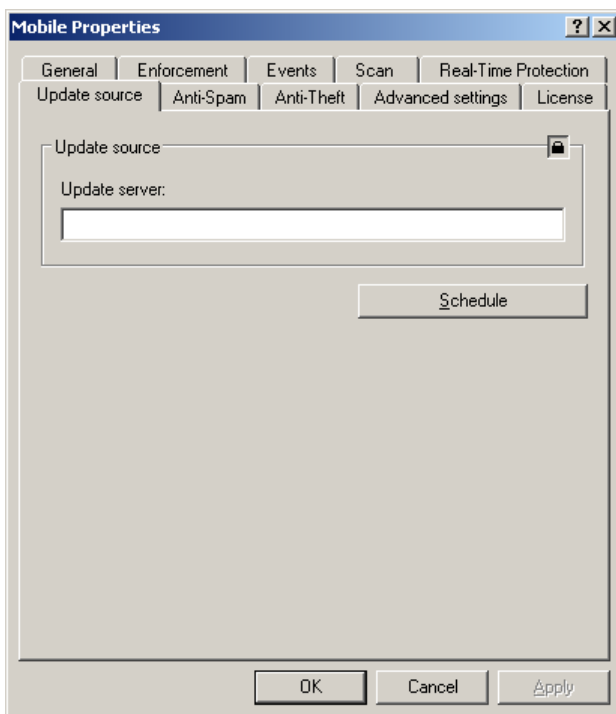 Mobile Properties
General Enforcement Events Scan Real-Time Protection
Update source Anti-Spam Anti-Theft Advanced settings License
Update source
Update server:
Schedule
OK Cancel Apply